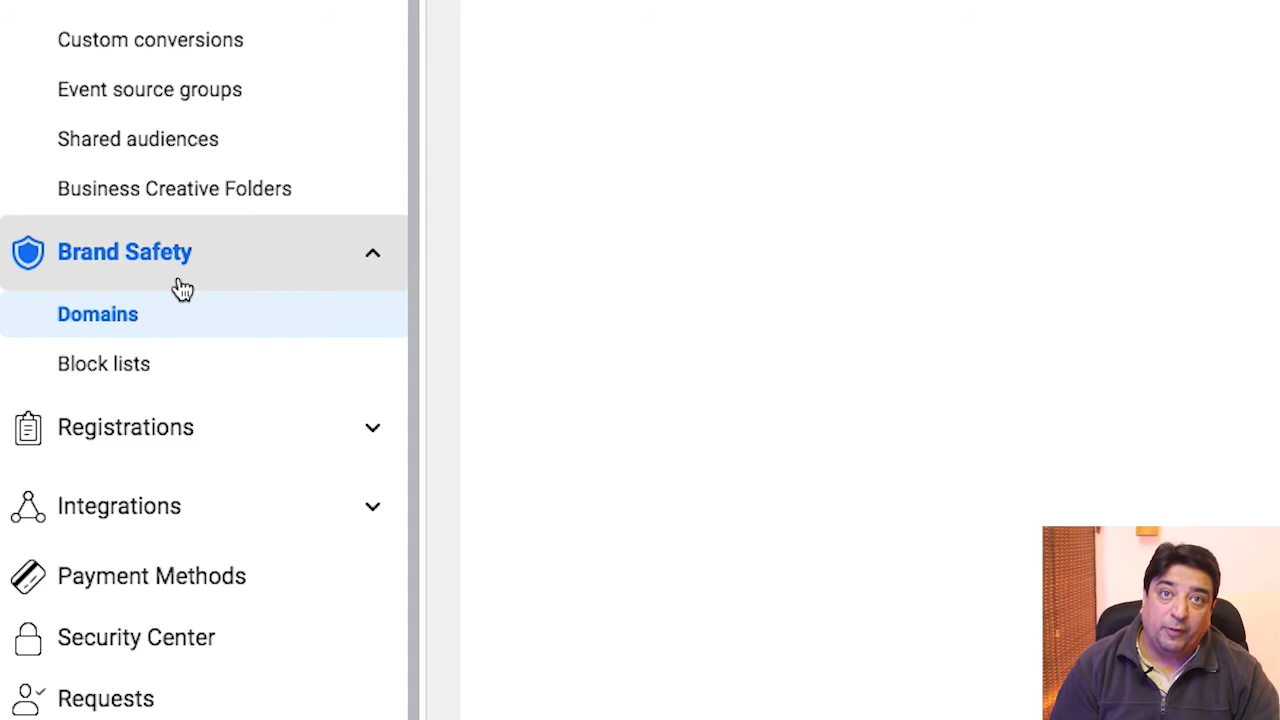 Custom conversions
Event source groups
Shared audiences
Business Creative Folders
Brand Safety
Domains
Block lists
Registrations
Integrations
Payment Methods
Security Center
Requests